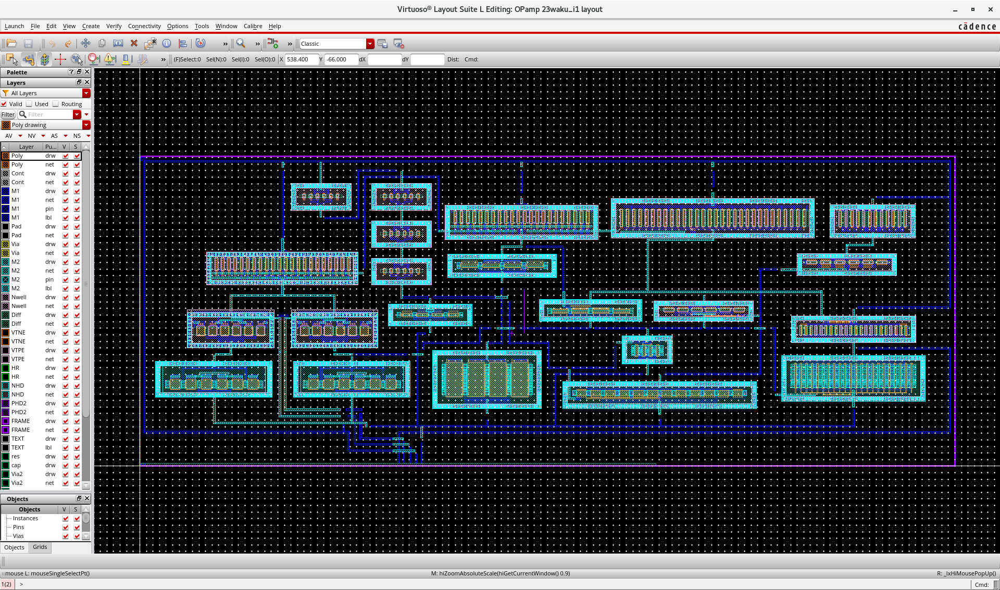 Virtuoso® Layout Suite L Editing: OPamp 23waku_i1 layout
Launch File Edit View Create Verify Connectivity Options Tools Window Calibre Help
cādence
» » » Classic
» (F)Select:0 Sel(N):0 Sel(I):0 Sel(O):0 X 538.400 Y -66.000 dX dY Dist: Cmd:
Palette ?
Layers
All Layers
Valid Used Routing
Filter Filter
Poly drawing
AV NV AS NS
Layer Pu... V S
Poly drw
Poly net
Cont drw
Cont net
M1 drw
M1 net
M1 pin
M1 lbl
Pad drw
Pad net
Via drw
Via net
M2 drw
M2 net
M2 pin
M2 lbl
Nwell drw
Nwell net
Diff drw
Diff net
VTNE drw
VTNE net
VTPE drw
VTPE net
HR drw
HR net
NHD drw
NHD net
PHD2 drw
PHD2 net
FRAME drw
FRAME net
TEXT drw
TEXT lbl
res drw
cap drw
Via2 drw
Via2 net
Objects
Objects V S
Instances
Pins
Vias
Objects Grids
mouse L: mouseSingleSelectPt() M: hiZoomAbsoluteScale(hiGetCurrentWindow() 0.9) R: _lxHiMousePopUp()
1(2) > Cmd: